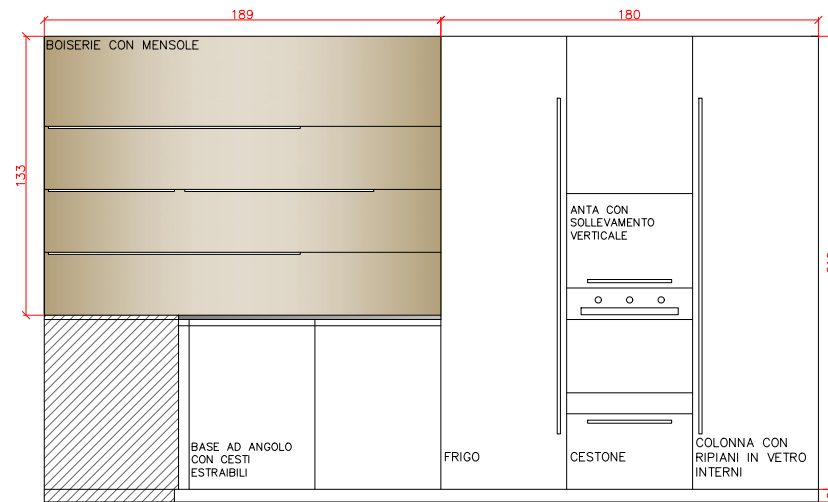 189
180
BOISERIE CON MENSOLE
133
ANTA CON
SOLLEVAMENTO
VERTICALE
BASE AD ANGOLO
CON CESTI
ESTRAIBILI
FRIGO
CESTONE
COLONNA CON
RIPIANI IN VETRO
INTERNI